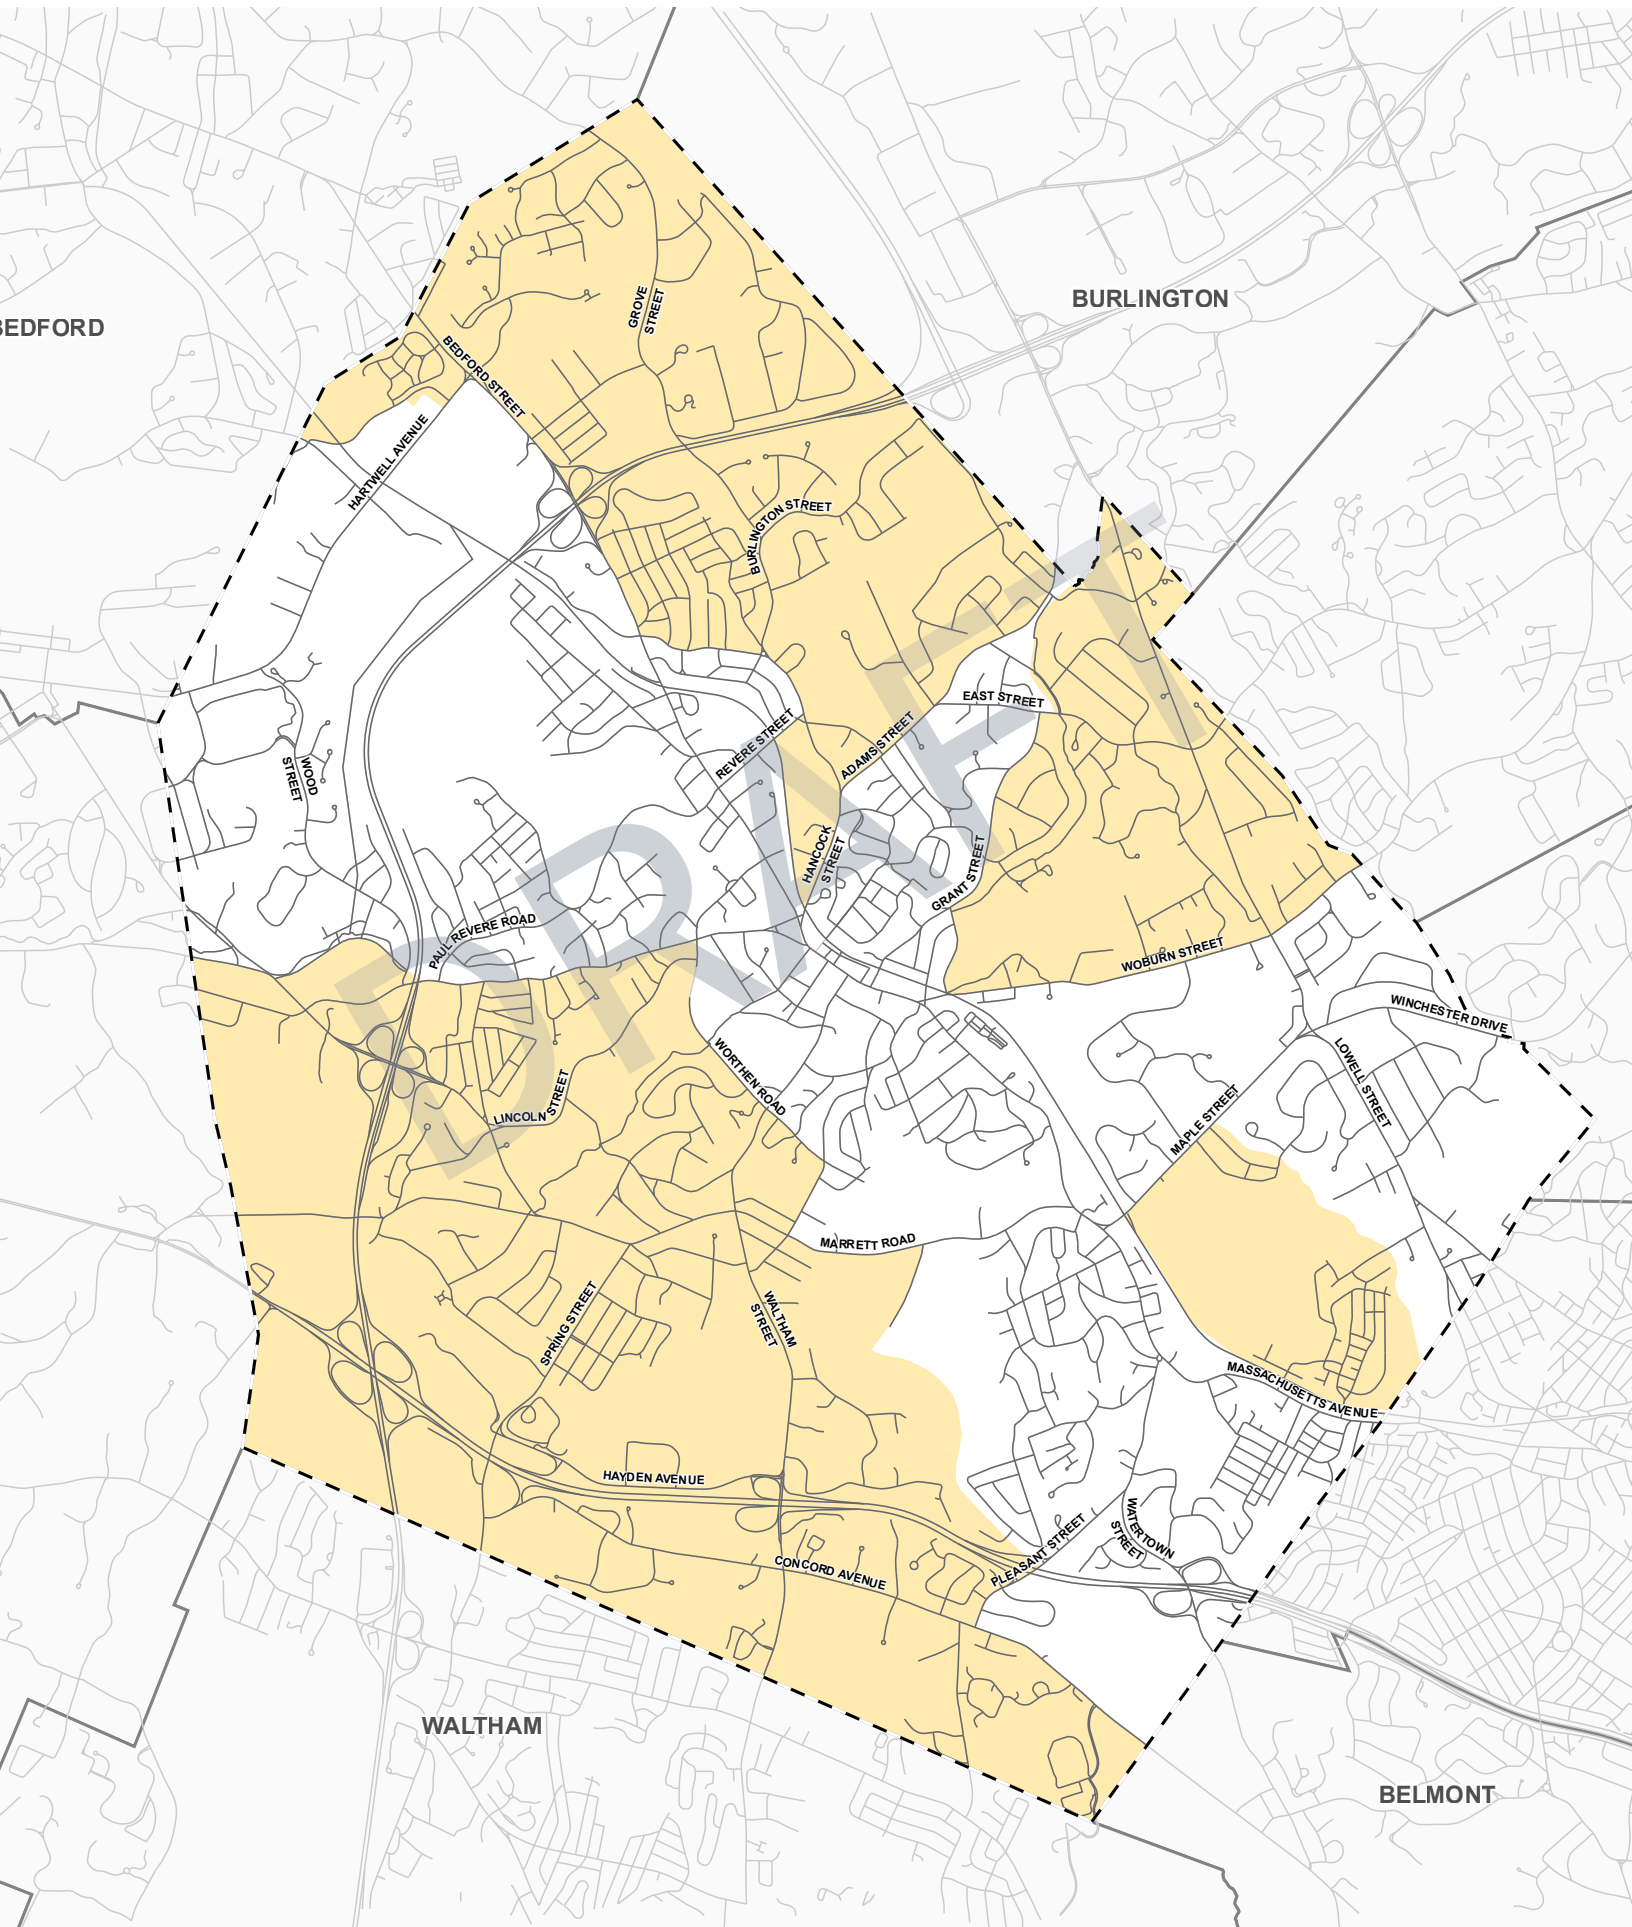 BURLINGTON
BEDFORD
GROVE
STREET
BEDFORD STREET
HARTWELL AVENUE
BURLINGTON STREET
EAST STREET
REVERE STREET
ADAMS STREET
WOOD
STREET
HANCOCK
STREET
GRANT STREET
PAUL REVERE ROAD
WOBURN STREET
WINCHESTER DRIVE
DRAFT
WORTHEN ROAD
LOWELL STREET
LINCOLN STREET
MAPLE STREET
MARRETT ROAD
SPRING STREET
WALTHAM
STREET
MASSACHUSETTS AVENUE
HAYDEN AVENUE
WATERTOWN
STREET
PLEASANT STREET
CONCORD AVENUE
WALTHAM
BELMONT